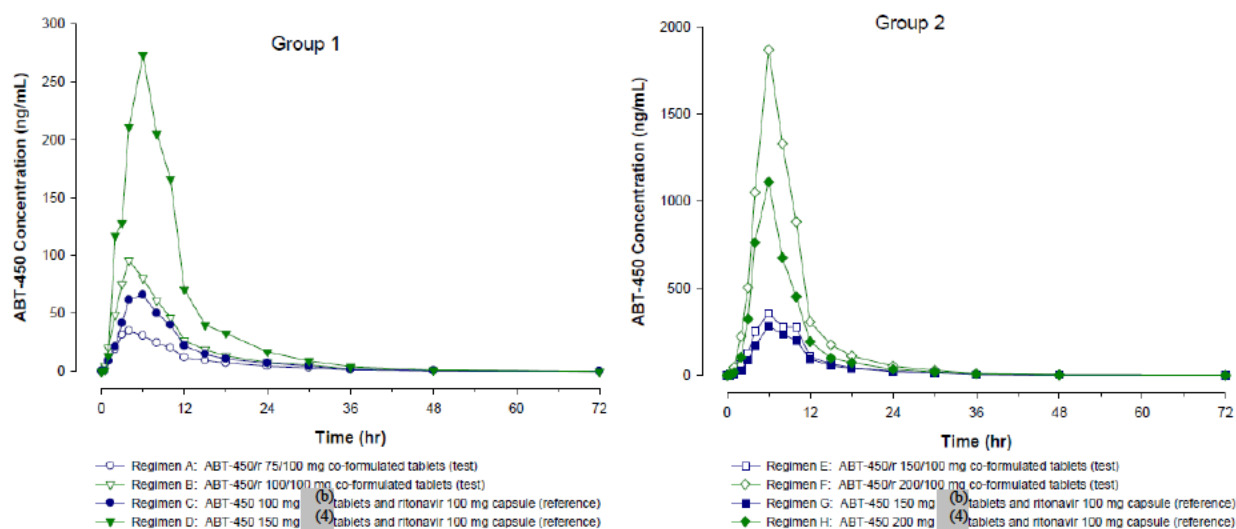 Group 1
300
250
200
150
100
50
0
ABT-450 Concentration (ng/mL)
0 12 24 36 48 60 72
Time (hr)
Regimen A: ABT-450/r 75/100 mg co-formulated tablets (test)
Regimen B: ABT-450/r 100/100 mg co-formulated tablets (test)
Regimen C: ABT-450 100 mg (b) tablets and ritonavir 100 mg capsule (reference)
Regimen D: ABT-450 150 mg (4) tablets and ritonavir 100 mg capsule (reference)
Group 2
2000
1500
1000
500
0
ABT-450 Concentration (ng/mL)
0 12 24 36 48 60 72
Time (hr)
Regimen E: ABT-450/r 150/100 mg co-formulated tablets (test)
Regimen F: ABT-450/r 200/100 mg co-formulated tablets (test)
Regimen G: ABT-450 150 mg (b) tablets and ritonavir 100 mg capsule (reference)
Regimen H: ABT-450 200 mg (4) tablets and ritonavir 100 mg capsule (reference)